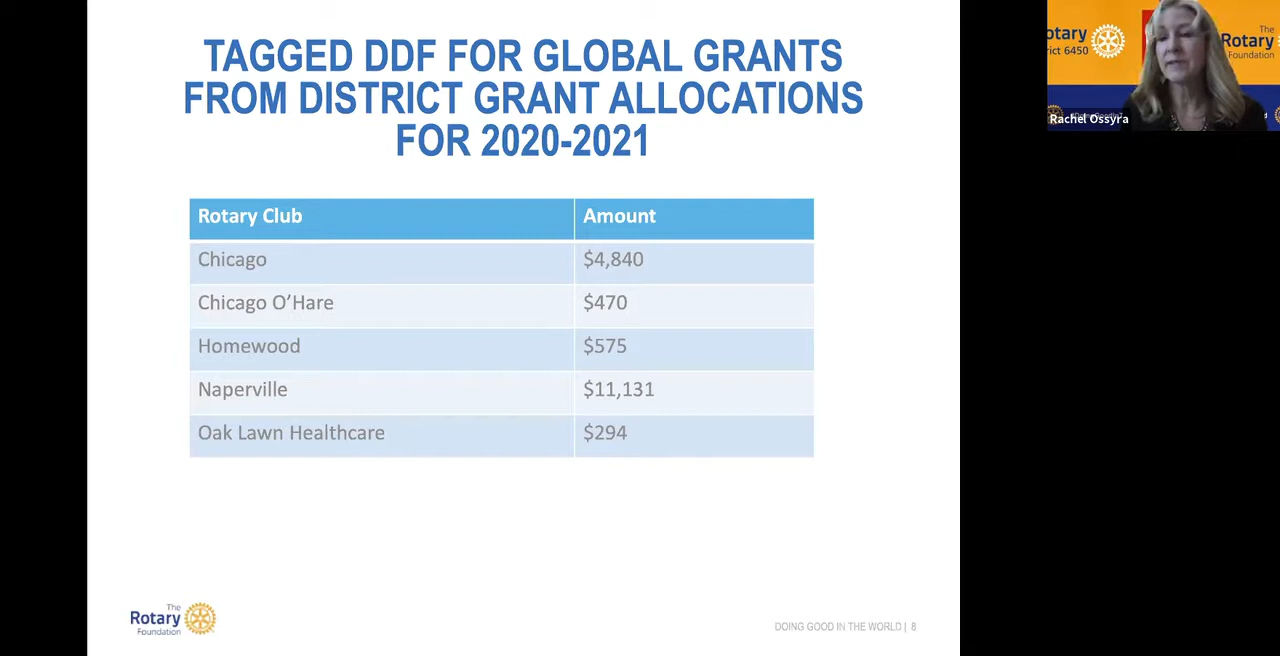 TAGGED DDF FOR GLOBAL GRANTS
FROM DISTRICT GRANT ALLOCATIONS
FOR 2020-2021
Rotary Club Amount
Chicago $4,840
Chicago O’Hare $470
Homewood $575
Naperville $11,131
Oak Lawn Healthcare $294
The
Rotary
Foundation
DOING GOOD IN THE WORLD | 8
otary
rict 6450
The
Rotary
Foundation
Rachel Ossyra